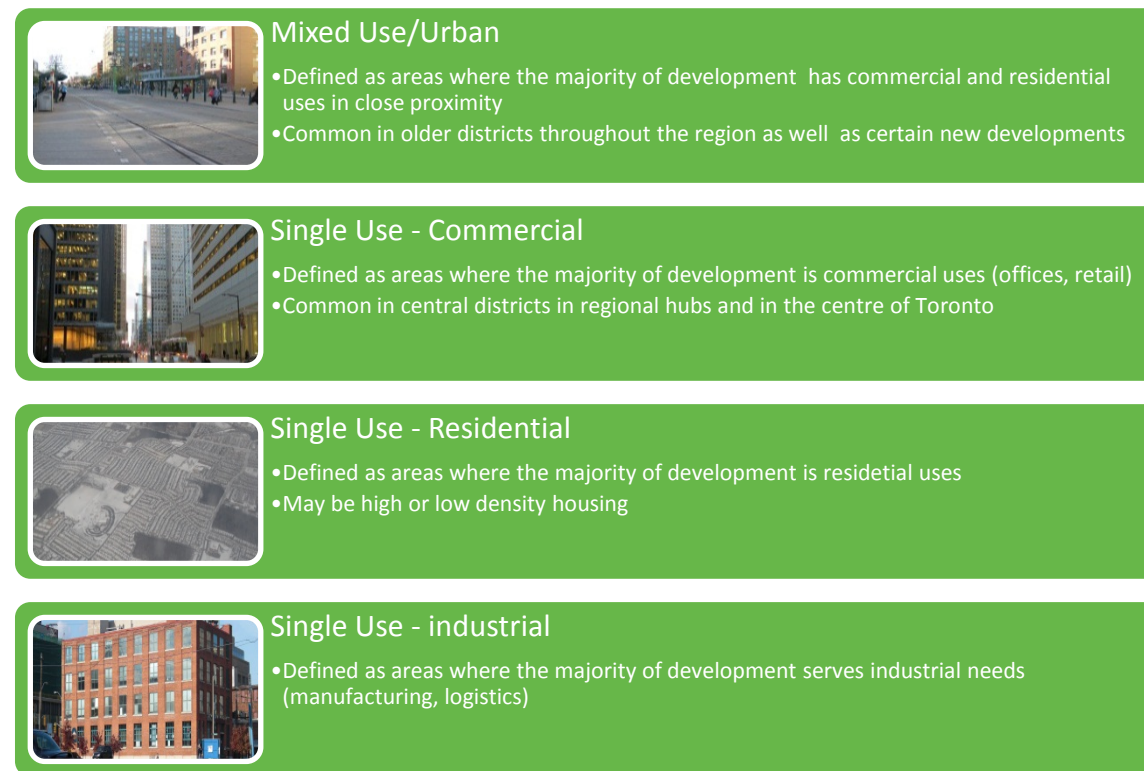 Mixed Use/Urban
•Defined as areas where the majority of development has commercial and residential
uses in close proximity
•Common in older districts throughout the region as well as certain new developments
Single Use - Commercial
•Defined as areas where the majority of development is commercial uses (offices, retail)
•Common in central districts in regional hubs and in the centre of Toronto
Single Use - Residential
•Defined as areas where the majority of development is residetial uses
•May be high or low density housing
Single Use - industrial
•Defined as areas where the majority of development serves industrial needs
(manufacturing, logistics)